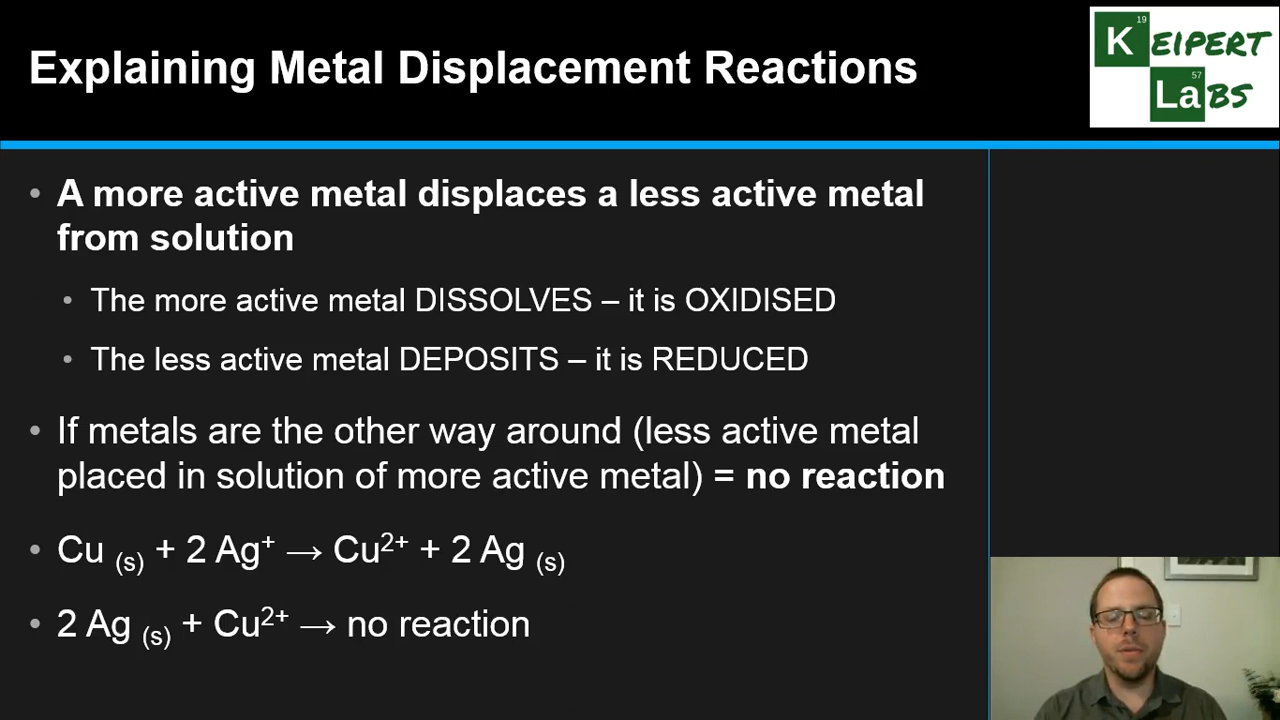 Explaining Metal Displacement Reactions
19
K EIPERT
57
La BS
• A more active metal displaces a less active metal
from solution
• The more active metal DISSOLVES – it is OXIDISED
• The less active metal DEPOSITS – it is REDUCED
• If metals are the other way around (less active metal
placed in solution of more active metal) = no reaction
• Cu (s) + 2 Ag⁺ → Cu²⁺ + 2 Ag (s)
• 2 Ag (s) + Cu²⁺ → no reaction